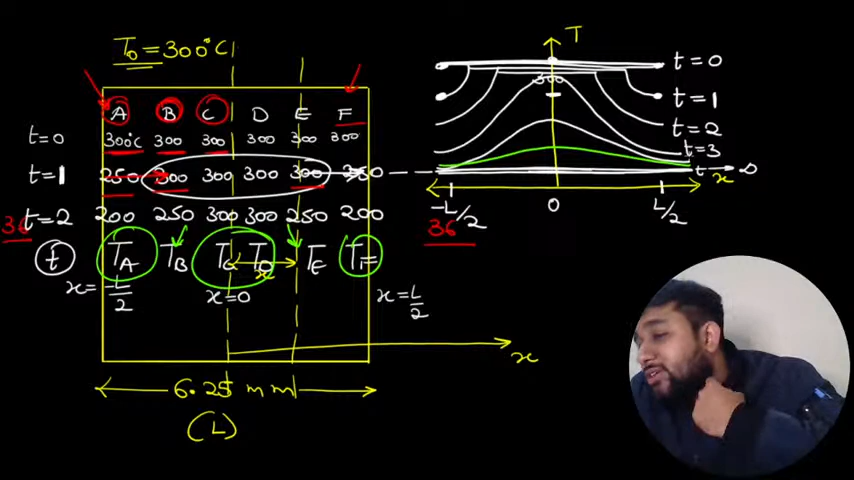 T₀ = 300°C
A B C D E F
t=0 300°C 300 300 300 300 300
t=1 250 300 300 300 300 250
t=2 200 250 300 300 250 200
36
t T_A T_B T_C T_D T_E T_F
x
x = -L/2
x=0
x = L/2
x
6.25 mm
(L)
T
300
t=0
t=1
t=2
t=3
t → ∞
x
-L/2 0 L/2
36